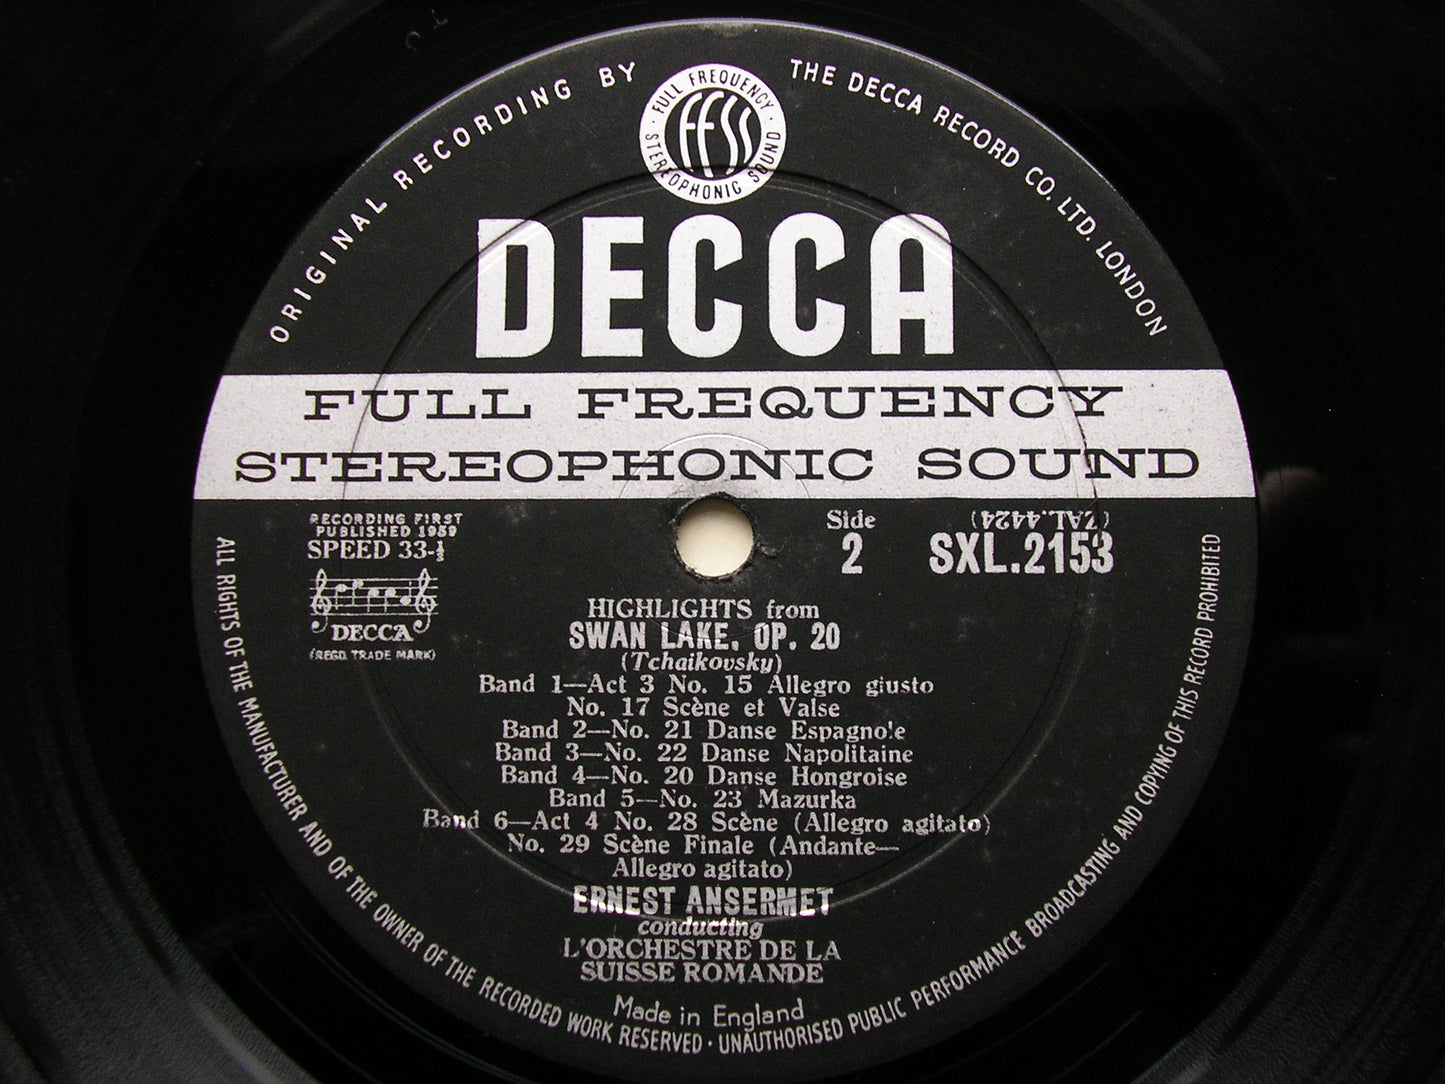 ORIGINAL RECORDING BY
THE DECCA RECORD CO. LTD. LONDON
FULL FREQUENCY
FFSS
STEREOPHONIC SOUND
DECCA
FULL FREQUENCY
STEREOPHONIC SOUND
RECORDING FIRST
PUBLISHED 1959
SPEED 33-⅓
DECCA
(REGD. TRADE MARK)
Side
2
(ZAL.4424)
SXL.2153
HIGHLIGHTS from
SWAN LAKE, OP. 20
(Tchaikovsky)
Band 1—Act 3 No. 15 Allegro giusto
No. 17 Scène et Valse
Band 2—No. 21 Danse Espagnole
Band 3—No. 22 Danse Napolitaine
Band 4—No. 20 Danse Hongroise
Band 5—No. 23 Mazurka
Band 6—Act 4 No. 28 Scène (Allegro agitato)
No. 29 Scène Finale (Andante—
Allegro agitato)
ERNEST ANSERMET
conducting
L'ORCHESTRE DE LA
SUISSE ROMANDE
Made in England
ALL RIGHTS OF THE MANUFACTURER AND OF THE OWNER OF THE RECORDED WORK RESERVED · UNAUTHORISED PUBLIC PERFORMANCE BROADCASTING AND COPYING OF THIS RECORD PROHIBITED